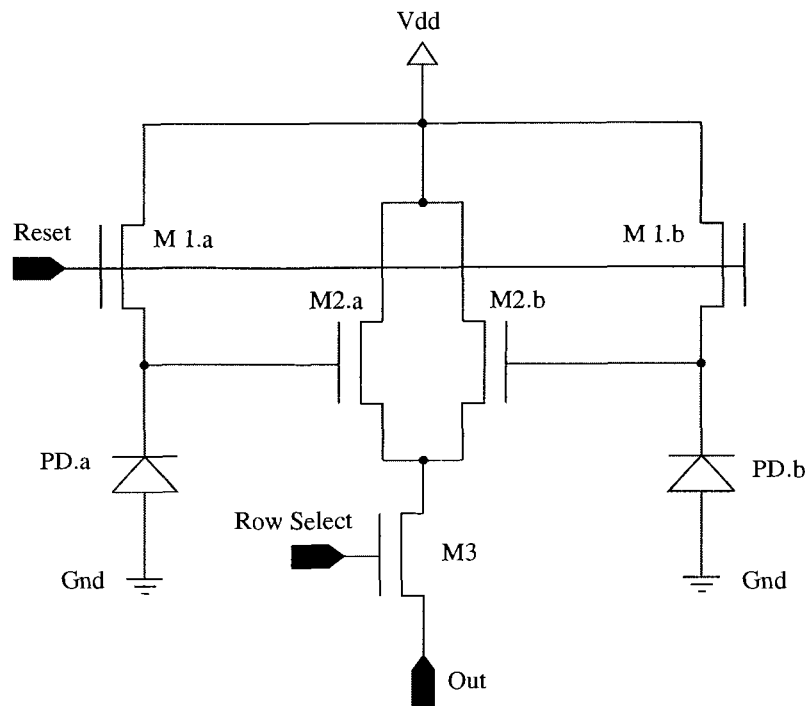 Vdd
Reset
M 1.a
M 1.b
M2.a
M2.b
PD.a
PD.b
Row Select
M3
Gnd
Gnd
Out